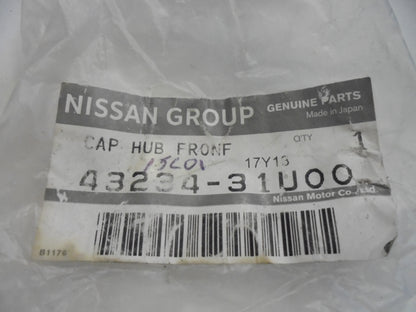 NISSAN GROUP
GENUINE PARTS
Made in Japan
CAP HUB FRONF
QTY 1
17Y13
43234-31U00
Nissan Motor Co., Ltd
B1176